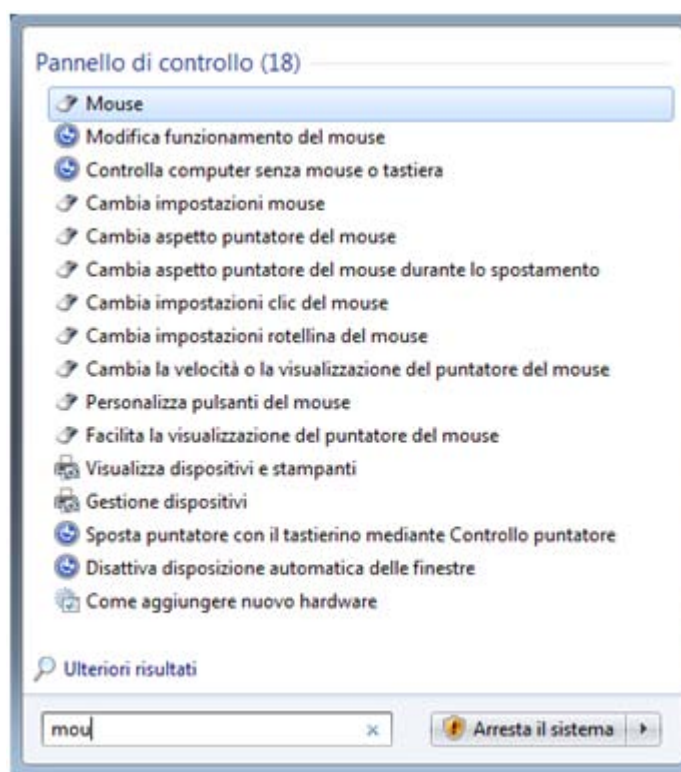 Pannello di controllo (18)
Mouse
Modifica funzionamento del mouse
Controlla computer senza mouse o tastiera
Cambia impostazioni mouse
Cambia aspetto puntatore del mouse
Cambia aspetto puntatore del mouse durante lo spostamento
Cambia impostazioni clic del mouse
Cambia impostazioni rotellina del mouse
Cambia la velocità o la visualizzazione del puntatore del mouse
Personalizza pulsanti del mouse
Facilita la visualizzazione del puntatore del mouse
Visualizza dispositivi e stampanti
Gestione dispositivi
Sposta puntatore con il tastierino mediante Controllo puntatore
Disattiva disposizione automatica delle finestre
Come aggiungere nuovo hardware
Ulteriori risultati
mou
Arresta il sistema